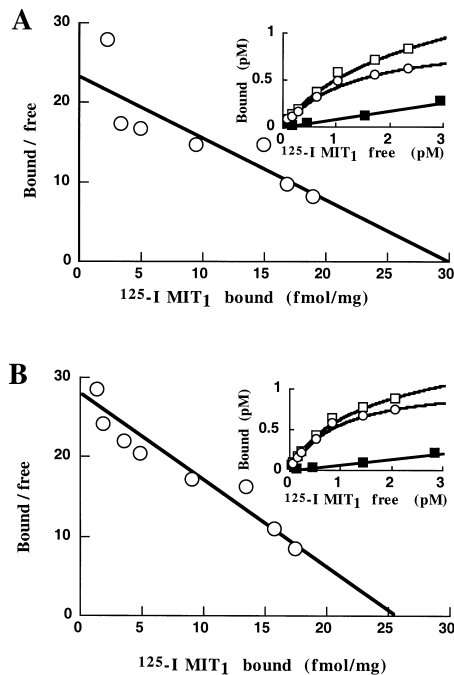 A
30
20
10
0
Bound / free
0 5 10 15 20 25 30
125-I MIT1 bound (fmol/mg)
1
0.5
0
Bound (pM)
0 1 2 3
125-I MIT1 free (pM)
B
30
20
10
0
Bound / free
0 5 10 15 20 25 30
125-I MIT1 bound (fmol/mg)
1
0.5
0
Bound (pM)
0 1 2 3
125-I MIT1 free (pM)